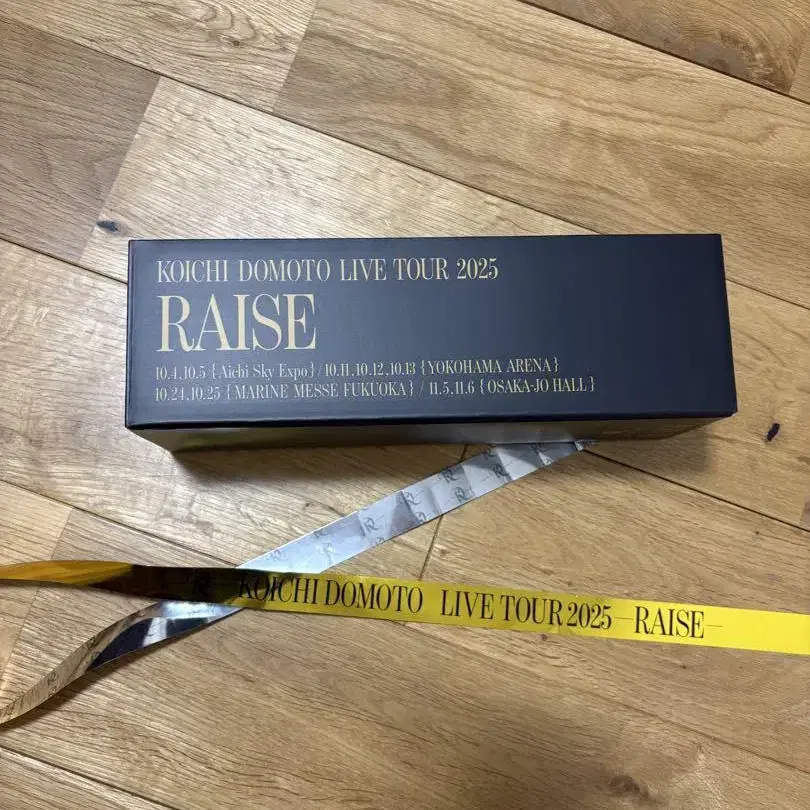 KOICHI DOMOTO LIVE TOUR 2025
RAISE
10.4,10.5 {Aichi Sky Expo} / 10.11,10.12,10.13 {YOKOHAMA ARENA}
10.24,10.25 {MARINE MESSE FUKUOKA} / 11.5,11.6 {OSAKA-JO HALL}
KOICHI DOMOTO LIVE TOUR 2025 —RAISE—